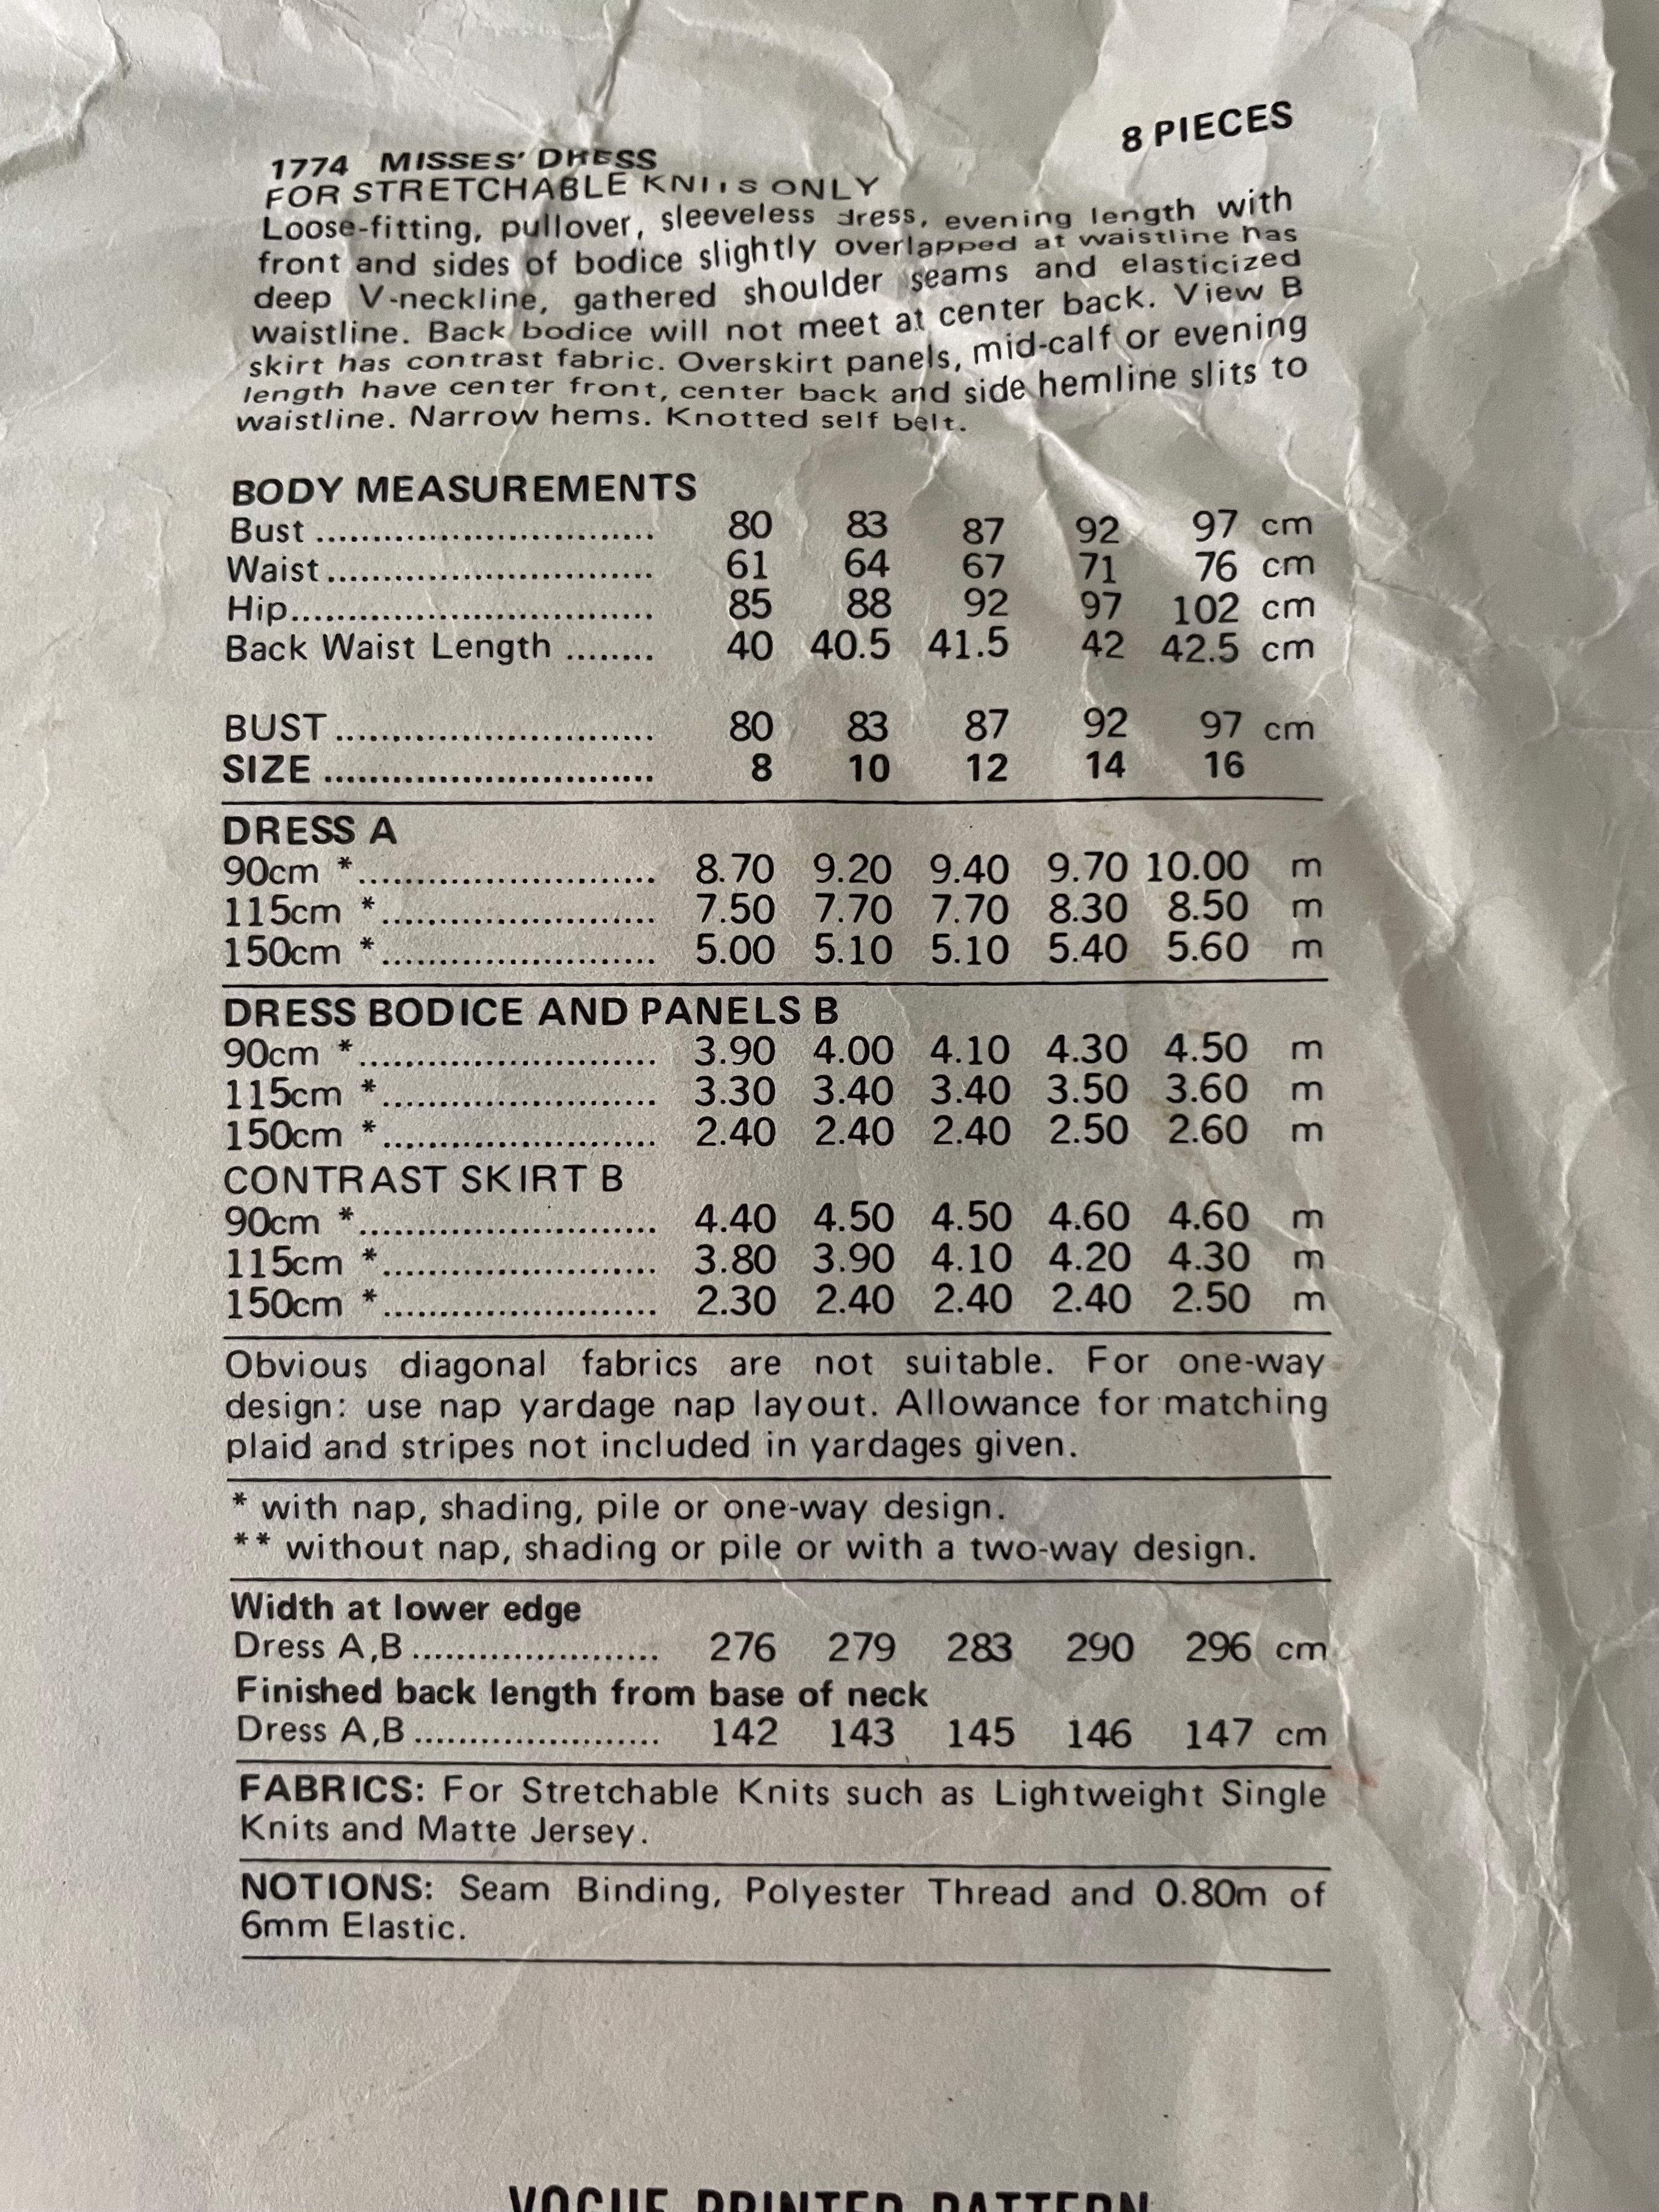 8 PIECES
1774 MISSES' DRESS
FOR STRETCHABLE KNITS ONLY
Loose-fitting, pullover, sleeveless dress, evening length with
front and sides of bodice slightly overlapped at waistline has
deep V-neckline, gathered shoulder seams and elasticized
waistline. Back bodice will not meet at center back. View B
skirt has contrast fabric. Overskirt panels, mid-calf or evening
length have center front, center back and side hemline slits to
waistline. Narrow hems. Knotted self belt.
BODY MEASUREMENTS
Bust .............................. 80 83 87 92 97 cm
Waist ............................. 61 64 67 71 76 cm
Hip ................................ 85 88 92 97 102 cm
Back Waist Length ........ 40 40.5 41.5 42 42.5 cm
BUST ............................ 80 83 87 92 97 cm
SIZE ............................. 8 10 12 14 16
DRESS A
90cm * .......................... 8.70 9.20 9.40 9.70 10.00 m
115cm * ........................ 7.50 7.70 7.70 8.30 8.50 m
150cm * ........................ 5.00 5.10 5.10 5.40 5.60 m
DRESS BODICE AND PANELS B
90cm * .......................... 3.90 4.00 4.10 4.30 4.50 m
115cm * ........................ 3.30 3.40 3.40 3.50 3.60 m
150cm * ........................ 2.40 2.40 2.40 2.50 2.60 m
CONTRAST SKIRT B
90cm * .......................... 4.40 4.50 4.50 4.60 4.60 m
115cm * ........................ 3.80 3.90 4.10 4.20 4.30 m
150cm * ........................ 2.30 2.40 2.40 2.40 2.50 m
Obvious diagonal fabrics are not suitable. For one-way
design: use nap yardage nap layout. Allowance for matching
plaid and stripes not included in yardages given.
* with nap, shading, pile or one-way design.
** without nap, shading or pile or with a two-way design.
Width at lower edge
Dress A,B ...................... 276 279 283 290 296 cm
Finished back length from base of neck
Dress A,B ...................... 142 143 145 146 147 cm
FABRICS: For Stretchable Knits such as Lightweight Single
Knits and Matte Jersey.
NOTIONS: Seam Binding, Polyester Thread and 0.80m of
6mm Elastic.
VOGUE PRINTED PATTERN